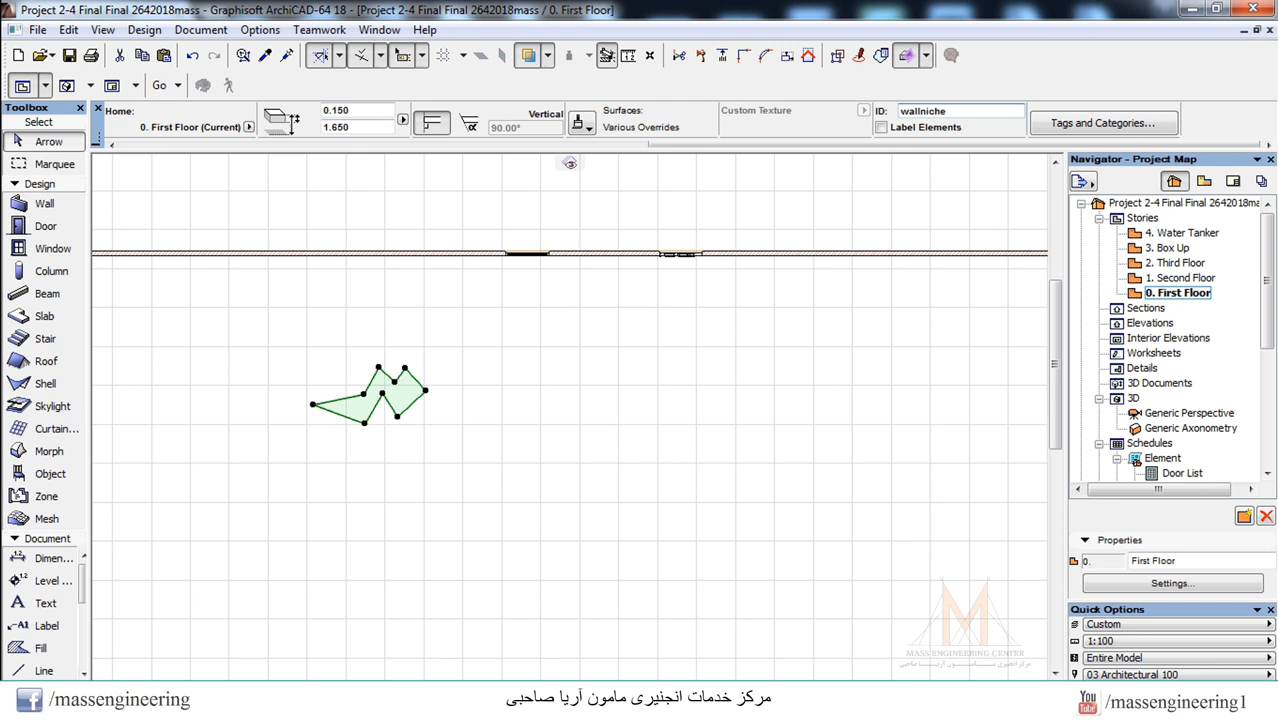 Project 2-4 Final Final 2642018mass - Graphisoft ArchiCAD-64 18 - [Project 2-4 Final Final 2642018mass / 0. First Floor]
File Edit View Design Document Options Teamwork Window Help
Go
Toolbox
Select
Arrow
Marquee
Design
Wall
Door
Window
Column
Beam
Slab
Stair
Roof
Shell
Skylight
Curtain...
Morph
Object
Zone
Mesh
Document
Dimen...
Level ...
Text
Label
Fill
Line
Home:
0. First Floor (Current)
0.150
1.650
Vertical
90.00°
Surfaces:
Various Overrides
Custom Texture
ID:
wallniche
Label Elements
Tags and Categories...
Navigator - Project Map
Project 2-4 Final Final 2642018ma
Stories
4. Water Tanker
3. Box Up
2. Third Floor
1. Second Floor
0. First Floor
Sections
Elevations
Interior Elevations
Worksheets
Details
3D Documents
3D
Generic Perspective
Generic Axonometry
Schedules
Element
Door List
Properties
0.
First Floor
Settings...
Quick Options
Custom
1:100
Entire Model
03 Architectural 100
MASS ENGINEERING CENTER
/massengineering
مرکز خدمات انجنیری مامون آریا صاحبی
You
Tube
/massengineering1